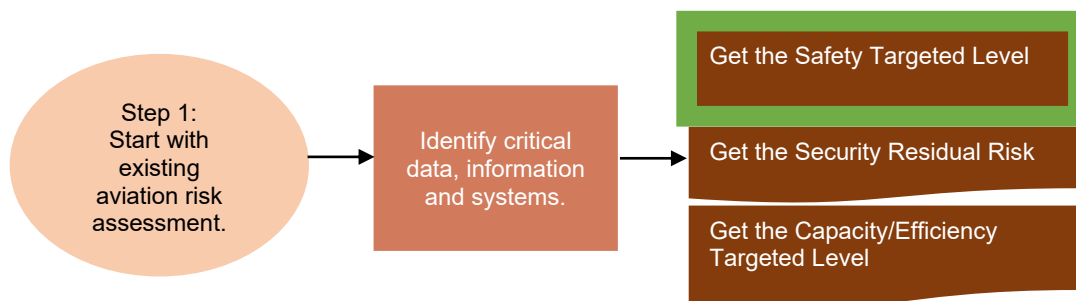 Step 1:
Start with
existing
aviation risk
assessment.
Identify critical
data, information
and systems.
Get the Safety Targeted Level
Get the Security Residual Risk
Get the Capacity/Efficiency
Targeted Level